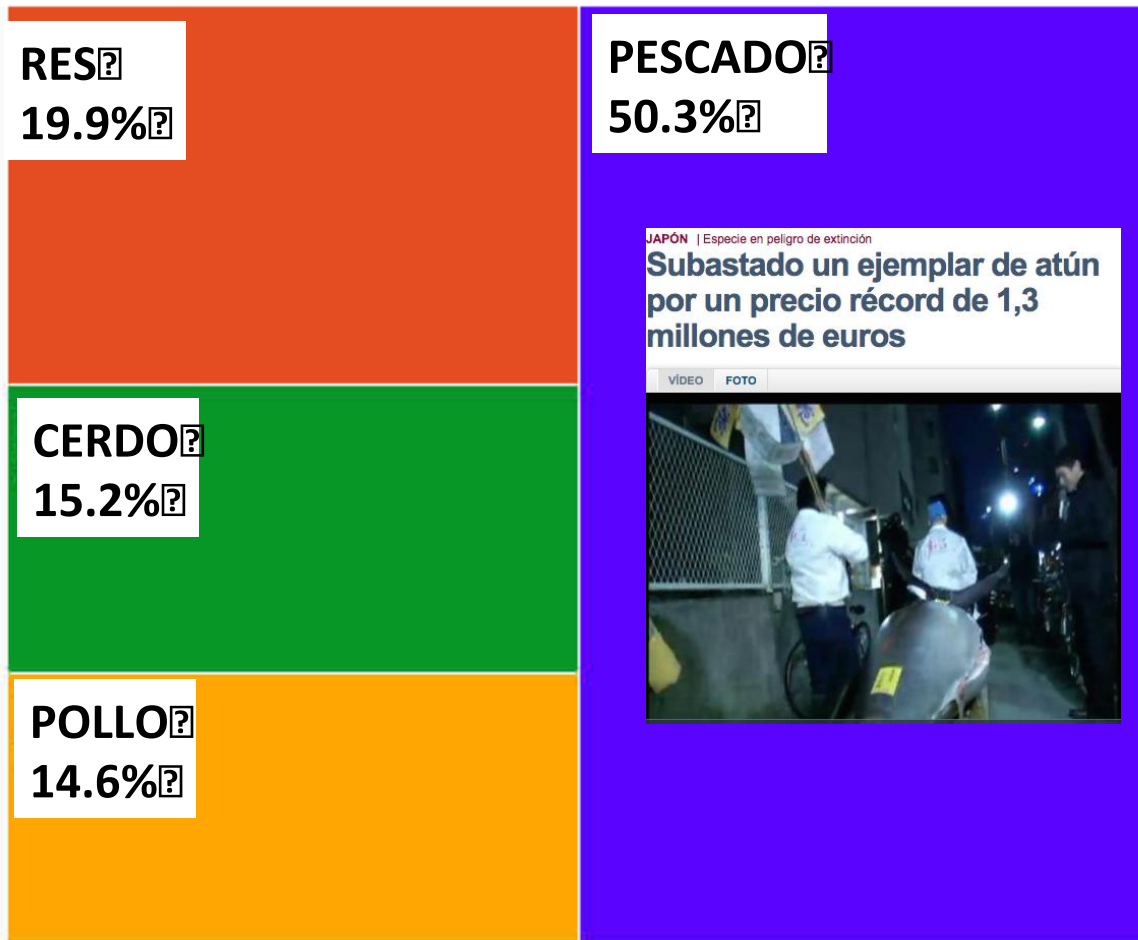 RES
19.9%
PESCADO
50.3%
JAPÓN | Especie en peligro de extinción
Subastado un ejemplar de atún
por un precio récord de 1,3
millones de euros
VÍDEO FOTO
CERDO
15.2%
POLLO
14.6%